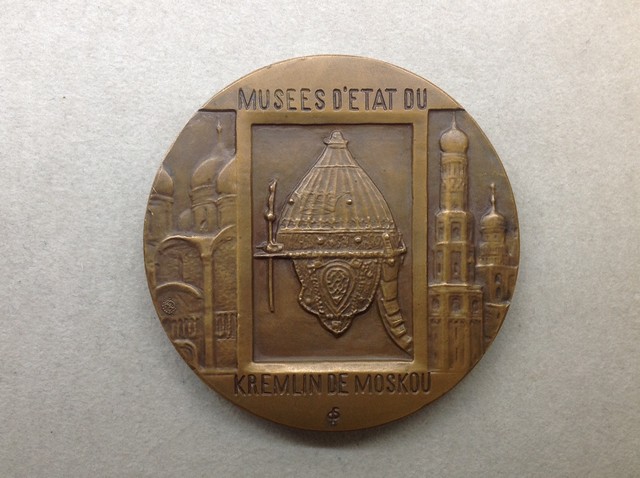 MUSEES D'ETAT DU
KREMLIN DE MOSKOU